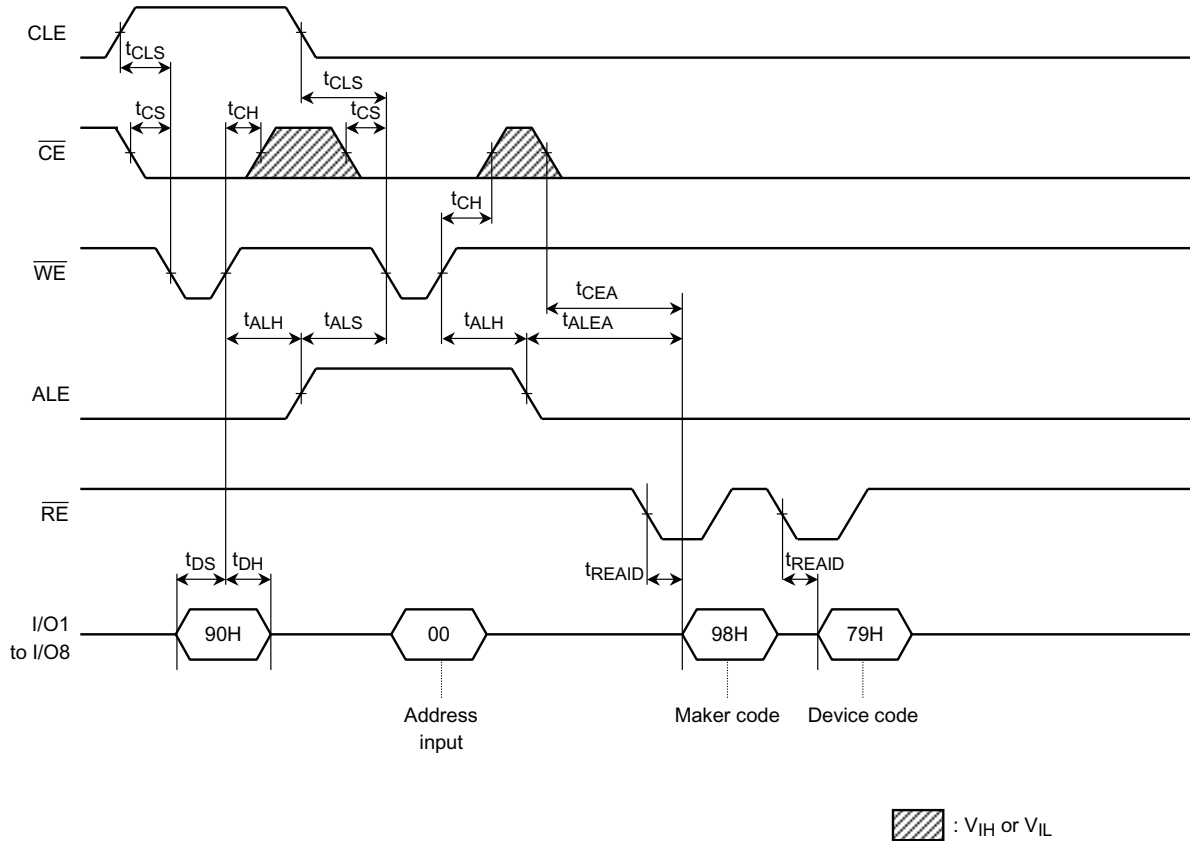 CLE
tCLS
tCLS
tCS
tCH
tCS
CE
tCH
WE
tCEA
tALH
tALS
tALH
tALEA
ALE
RE
tDS
tDH
tREAID
tREAID
I/O1
to I/O8
90H
00
98H
79H
Address
input
Maker code
Device code
: VIH or VIL